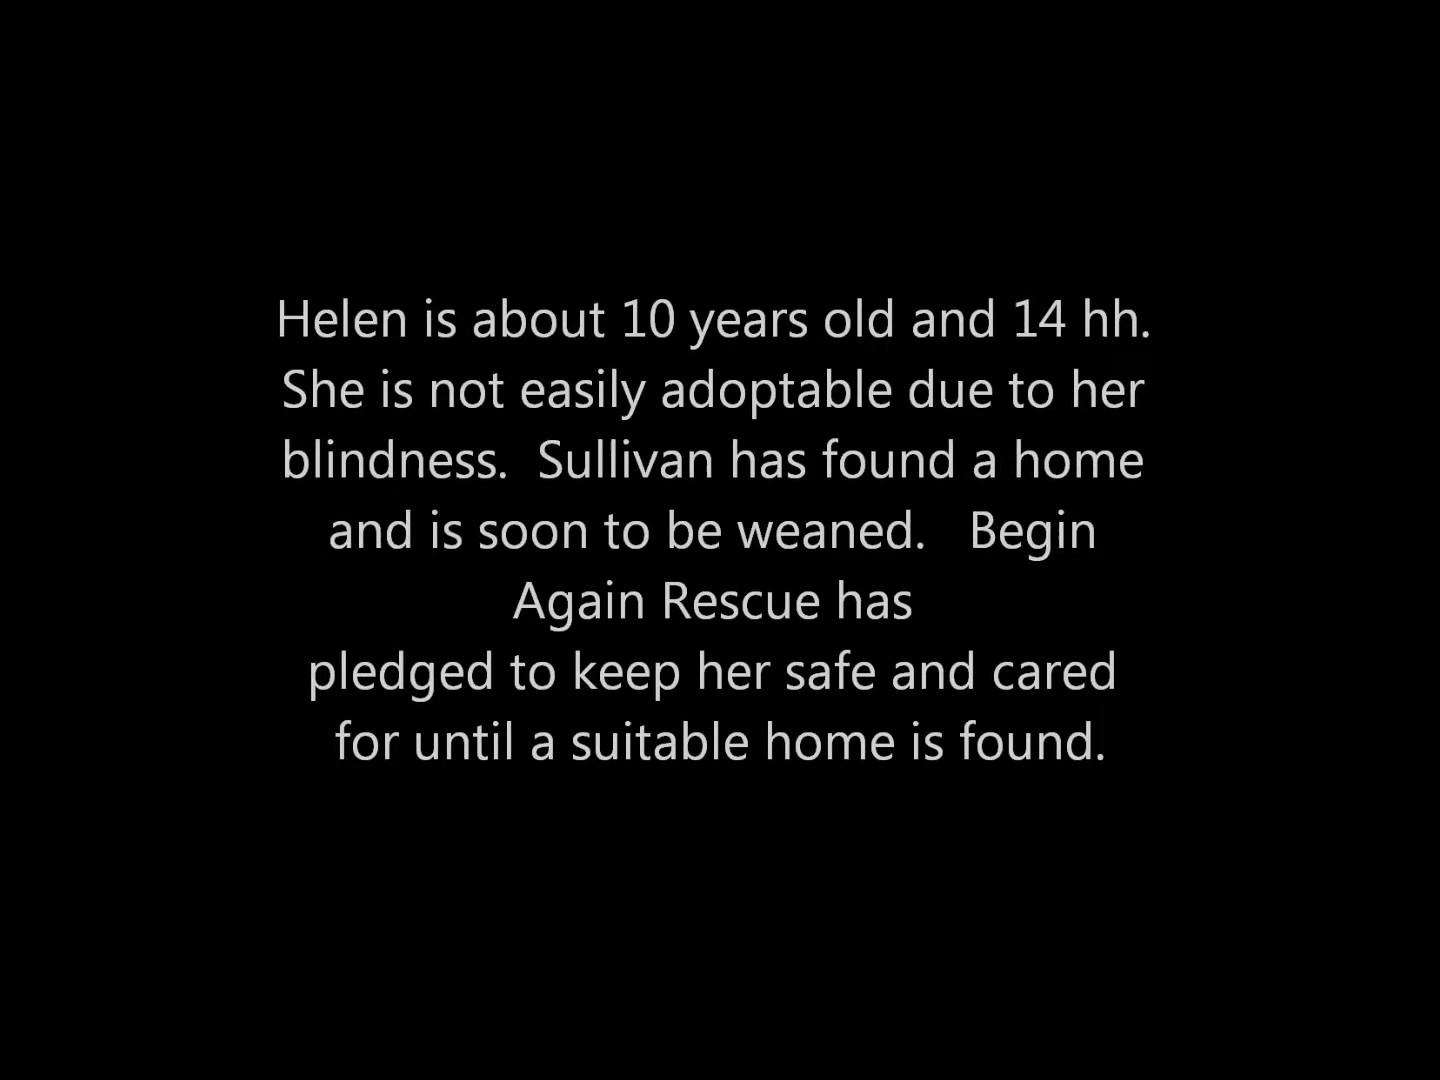 Helen is about 10 years old and 14 hh.
She is not easily adoptable due to her
blindness.  Sullivan has found a home
and is soon to be weaned.   Begin
Again Rescue has
pledged to keep her safe and cared
for until a suitable home is found.